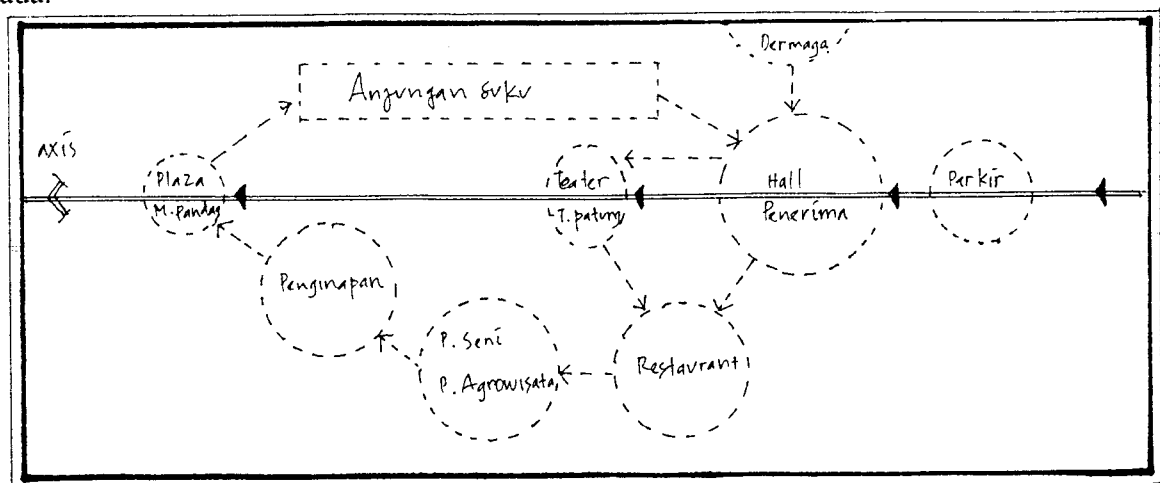 Dermaga
Anjungan suku
axis
Plaza
M. Pandang
Teater
T. patung
Hall
Penerima
Parkir
Penginapan
P. Seni
P. Agrowisata
Restaurant